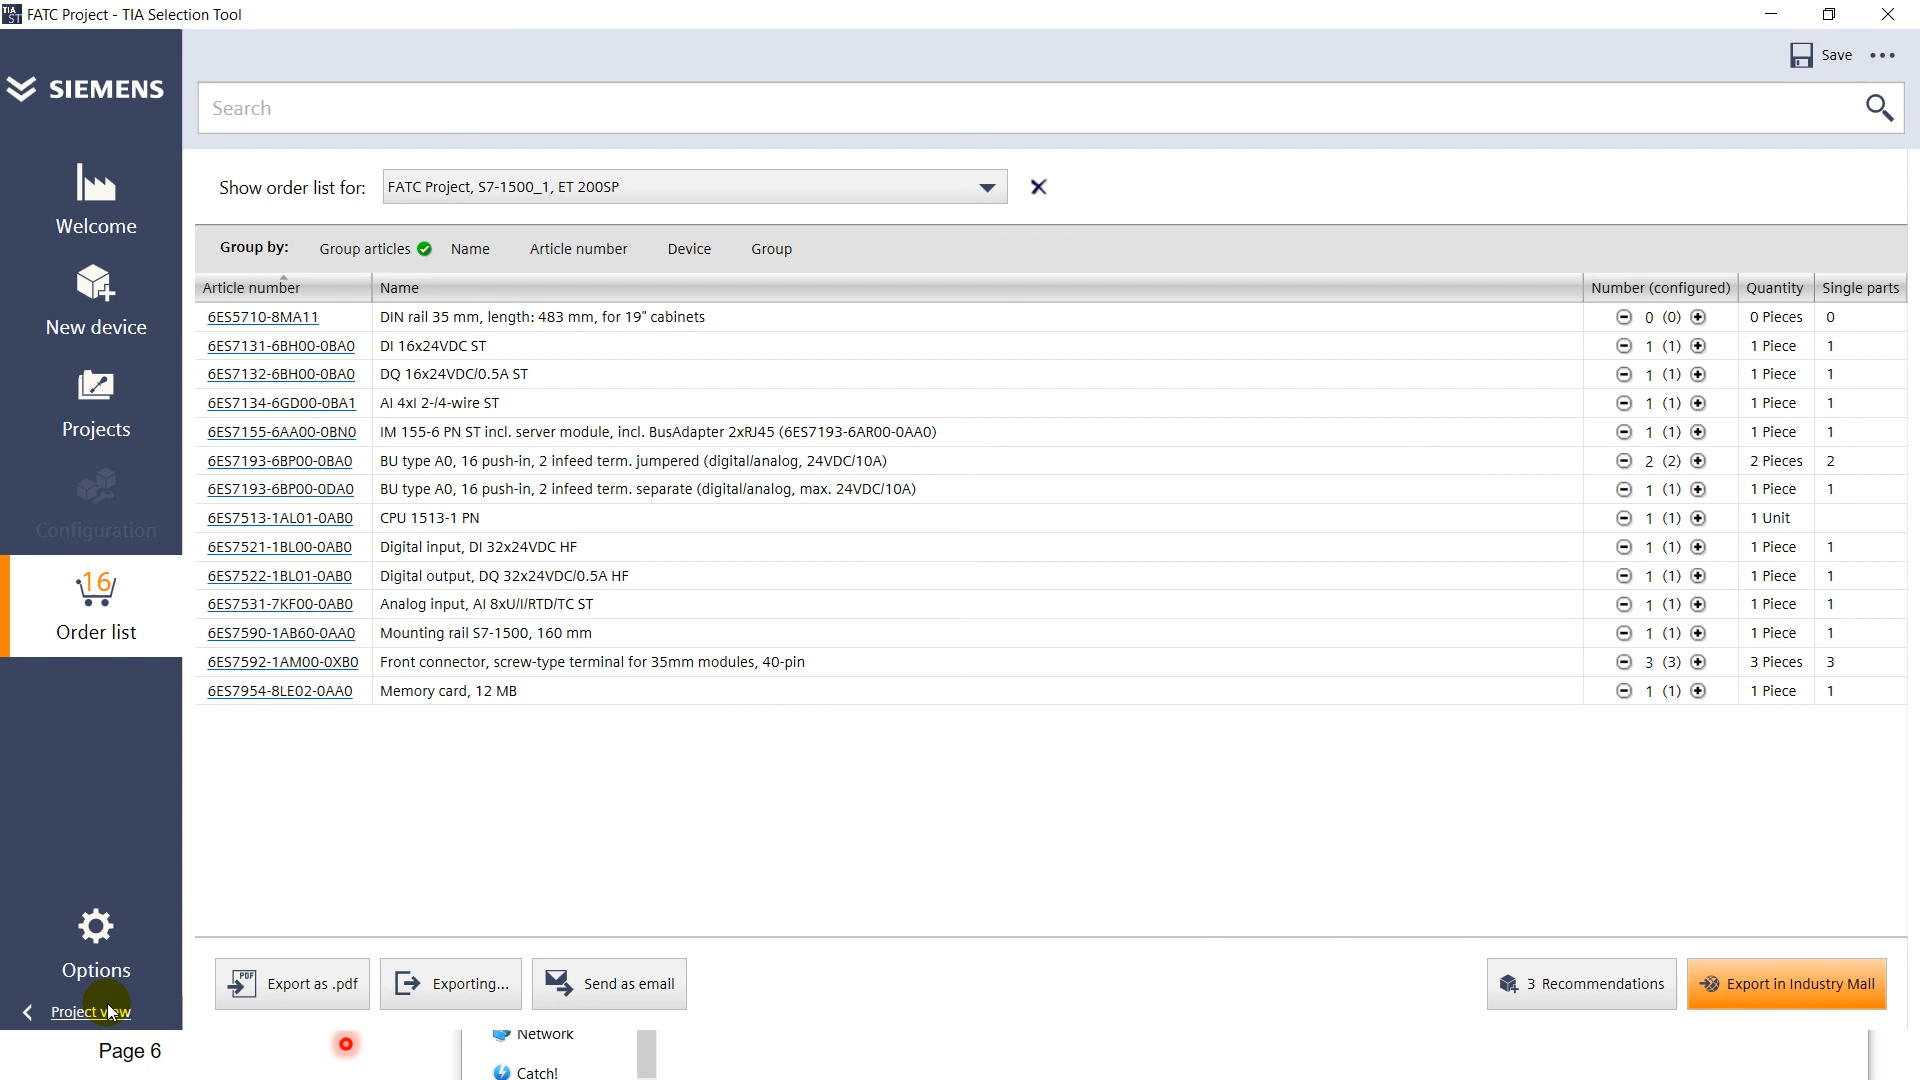 TIA
ST
FATC Project - TIA Selection Tool
Save
SIEMENS
Search
Welcome
Show order list for: FATC Project, S7-1500_1, ET 200SP
Group by: Group articles Name Article number Device Group
Article number Name Number (configured) Quantity Single parts
New device
6ES5710-8MA11 DIN rail 35 mm, length: 483 mm, for 19" cabinets 0 (0) 0 Pieces 0
6ES7131-6BH00-0BA0 DI 16x24VDC ST 1 (1) 1 Piece 1
6ES7132-6BH00-0BA0 DQ 16x24VDC/0.5A ST 1 (1) 1 Piece 1
6ES7134-6GD00-0BA1 AI 4xI 2-/4-wire ST 1 (1) 1 Piece 1
Projects
6ES7155-6AA00-0BN0 IM 155-6 PN ST incl. server module, incl. BusAdapter 2xRJ45 (6ES7193-6AR00-0AA0) 1 (1) 1 Piece 1
6ES7193-6BP00-0BA0 BU type A0, 16 push-in, 2 infeed term. jumpered (digital/analog, 24VDC/10A) 2 (2) 2 Pieces 2
6ES7193-6BP00-0DA0 BU type A0, 16 push-in, 2 infeed term. separate (digital/analog, max. 24VDC/10A) 1 (1) 1 Piece 1
6ES7513-1AL01-0AB0 CPU 1513-1 PN 1 (1) 1 Unit
Configuration
6ES7521-1BL00-0AB0 Digital input, DI 32x24VDC HF 1 (1) 1 Piece 1
6ES7522-1BL01-0AB0 Digital output, DQ 32x24VDC/0.5A HF 1 (1) 1 Piece 1
16
6ES7531-7KF00-0AB0 Analog input, AI 8xU/I/RTD/TC ST 1 (1) 1 Piece 1
Order list
6ES7590-1AB60-0AA0 Mounting rail S7-1500, 160 mm 1 (1) 1 Piece 1
6ES7592-1AM00-0XB0 Front connector, screw-type terminal for 35mm modules, 40-pin 3 (3) 3 Pieces 3
6ES7954-8LE02-0AA0 Memory card, 12 MB 1 (1) 1 Piece 1
Options
PDF
Export as .pdf Exporting... Send as email 3 Recommendations Export in Industry Mall
Project view
Network
Page 6
Catch!